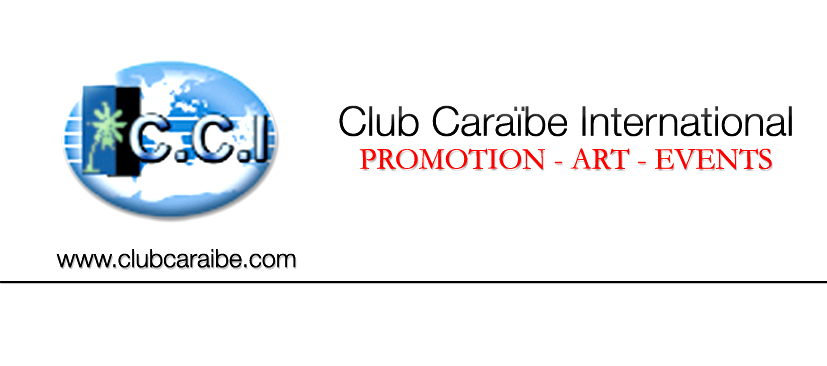 C.C.I
Club Caraïbe International
PROMOTION - ART - EVENTS
www.clubcaraibe.com